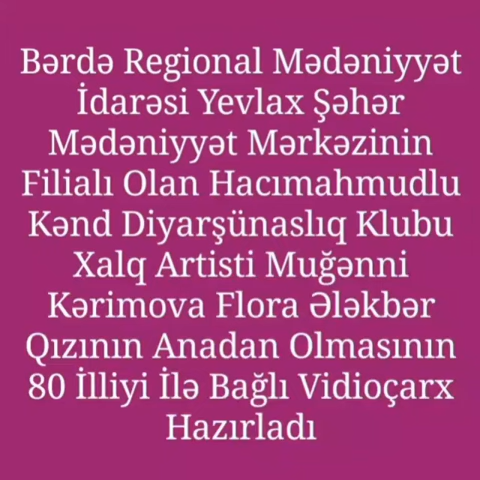 Bərdə Regional Mədəniyyət
İdarəsi Yevlax Şəhər
Mədəniyyət Mərkəzinin
Filialı Olan Hacımahmudlu
Kənd Diyarşünaslıq Klubu
Xalq Artisti Muğənni
Kərimova Flora Ələkbər
Qızının Anadan Olmasının
80 İlliyi İlə Bağlı Vidioçarx
Hazırladı